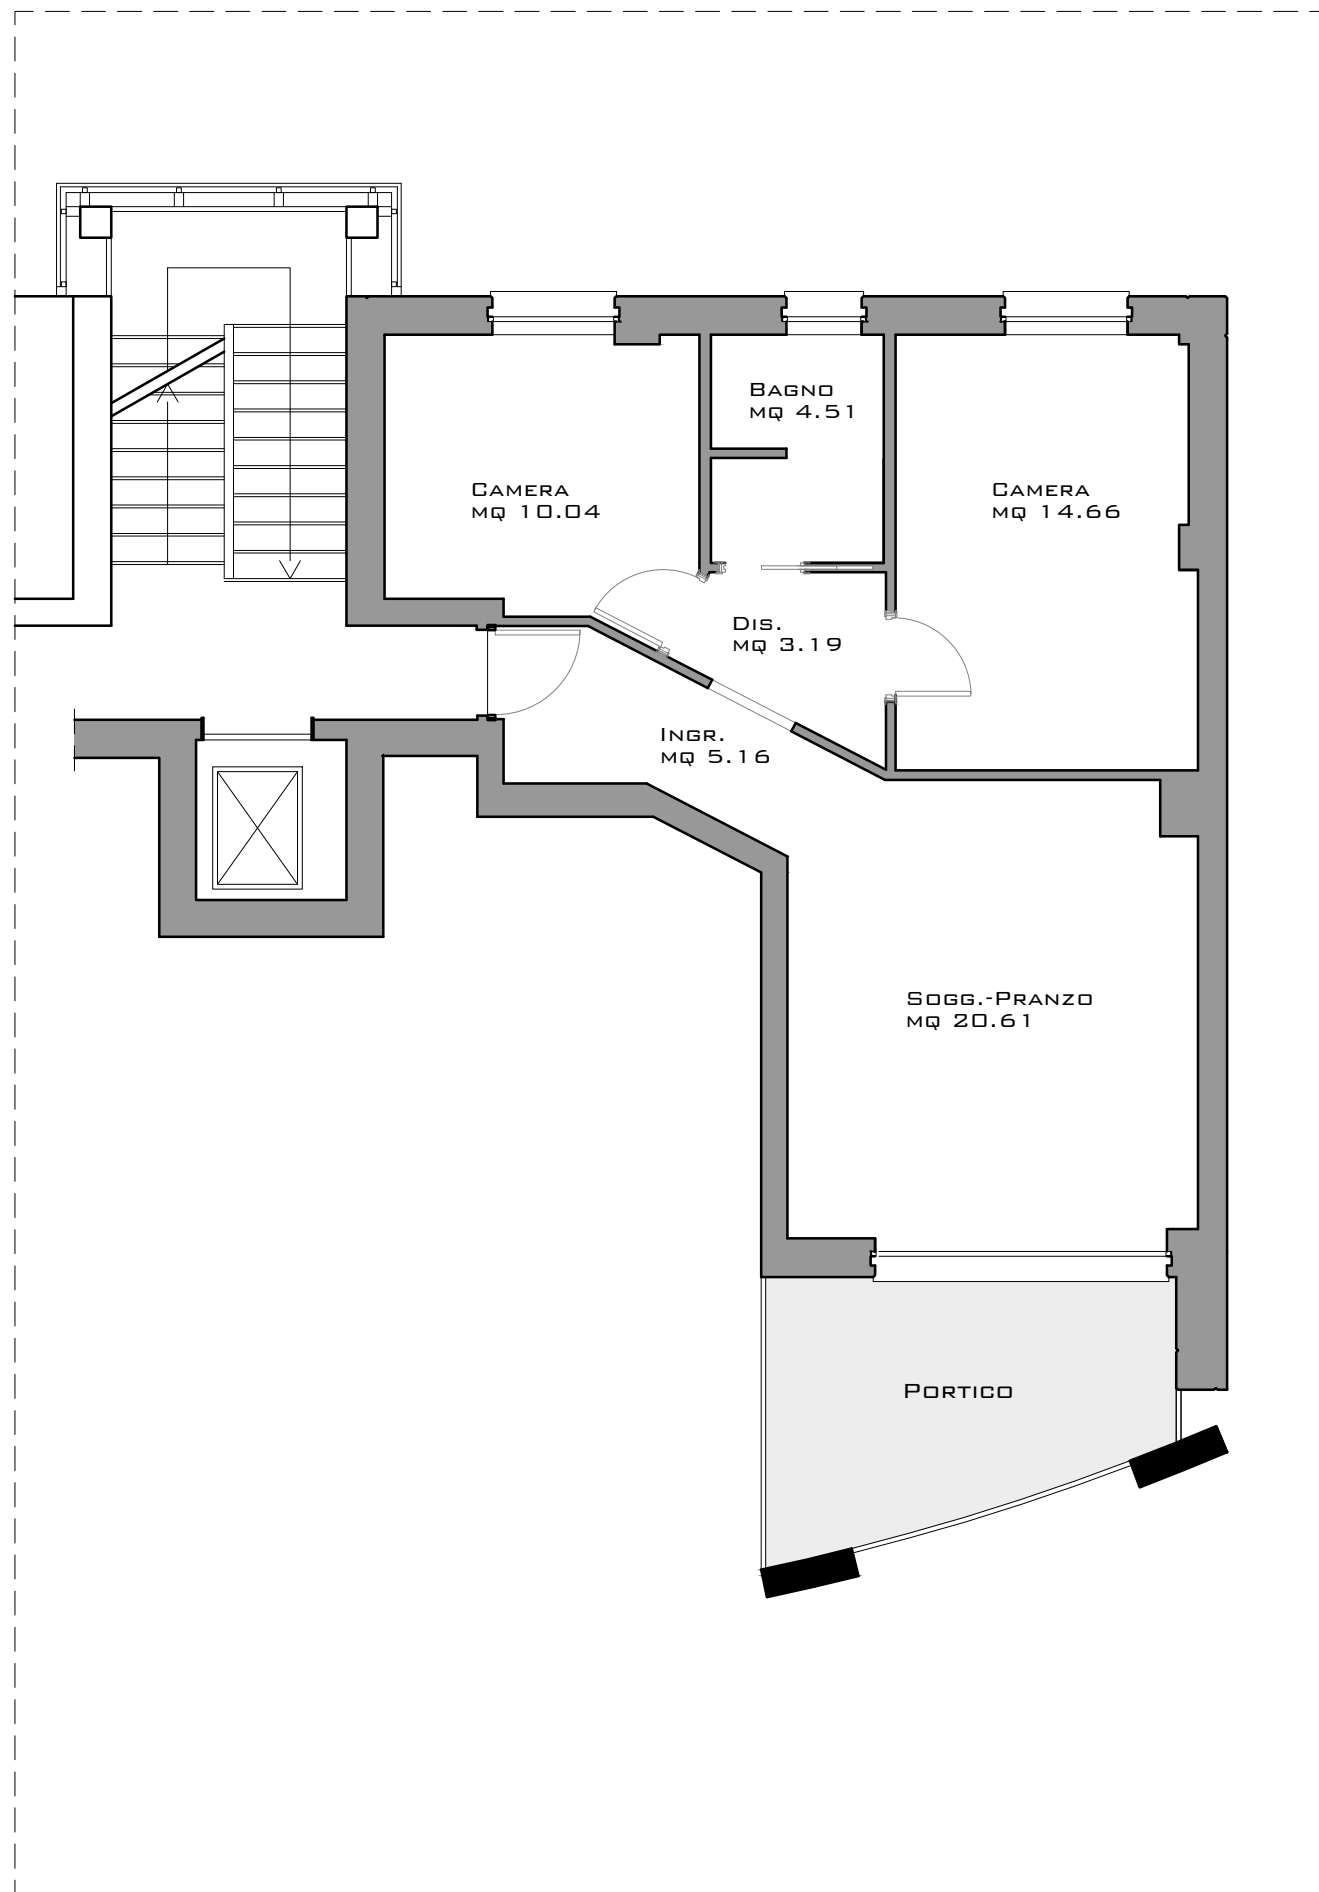 Bagno
mq 4.51
Camera
mq 10.04
Camera
mq 14.66
Dis.
mq 3.19
Ingr.
mq 5.16
Sogg.-Pranzo
mq 20.61
Portico